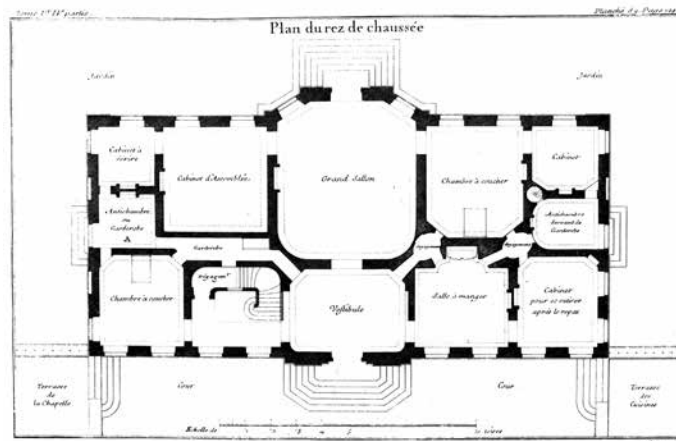 Plan du rez de chaussée
Jardin
Jardin
Cabinet à
écrire
Cabinet d'Assemblée
Grand Sallon
Chambre à coucher
Cabinet
Antichambre
ou
Garderobe
A
Antichambre
servant de
Garderobe
Garderobe
Chambre à coucher
Vestibule
Salle à manger
Cabinet
pour se retirer
après le repas
Terrasse
de
la Chapelle
Cour
Cour
Terrasse
des
Cuisines
Echelle de